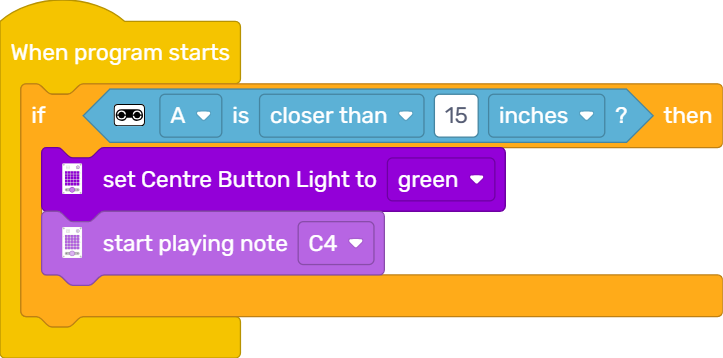 When program starts
if A is closer than 15 inches ? then
set Centre Button Light to green
start playing note C4